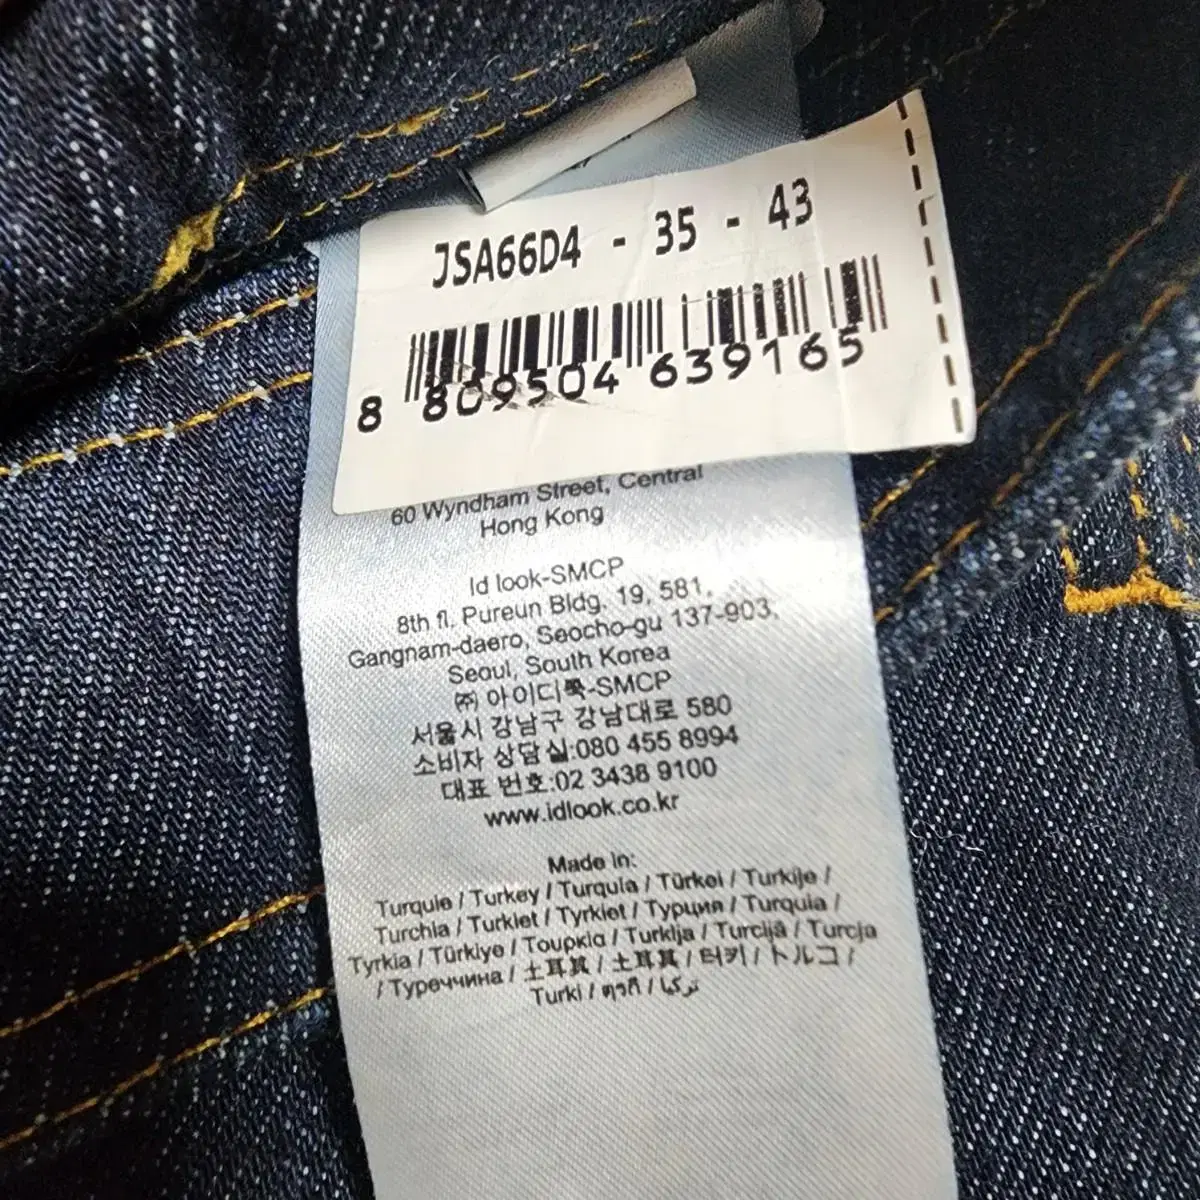 JSA66D4 - 35 - 43
8 809504 639165
60 Wyndham Street, Central
Hong Kong
Id look-SMCP
8th fl. Pureun Bldg. 19, 581,
Gangnam-daero, Seocho-gu 137-903,
Seoul, South Korea
㈜ 아이디룩-SMCP
서울시 강남구 강남대로 580
소비자 상담실:080 455 8994
대표 번호:02 3438 9100
www.idlook.co.kr
Made in:
Turquie / Turkey / Turquia / Türkei / Turkije /
Turchia / Turkiet / Tyrkiet / Турция / Turquia /
Tyrkia / Türkiye / Τουρκία / Turkija / Turcijā / Turcja
/ Туреччина / 土耳其 / 土耳其 / 터키 / トルコ /
Turki / ตุรกี / تركيا